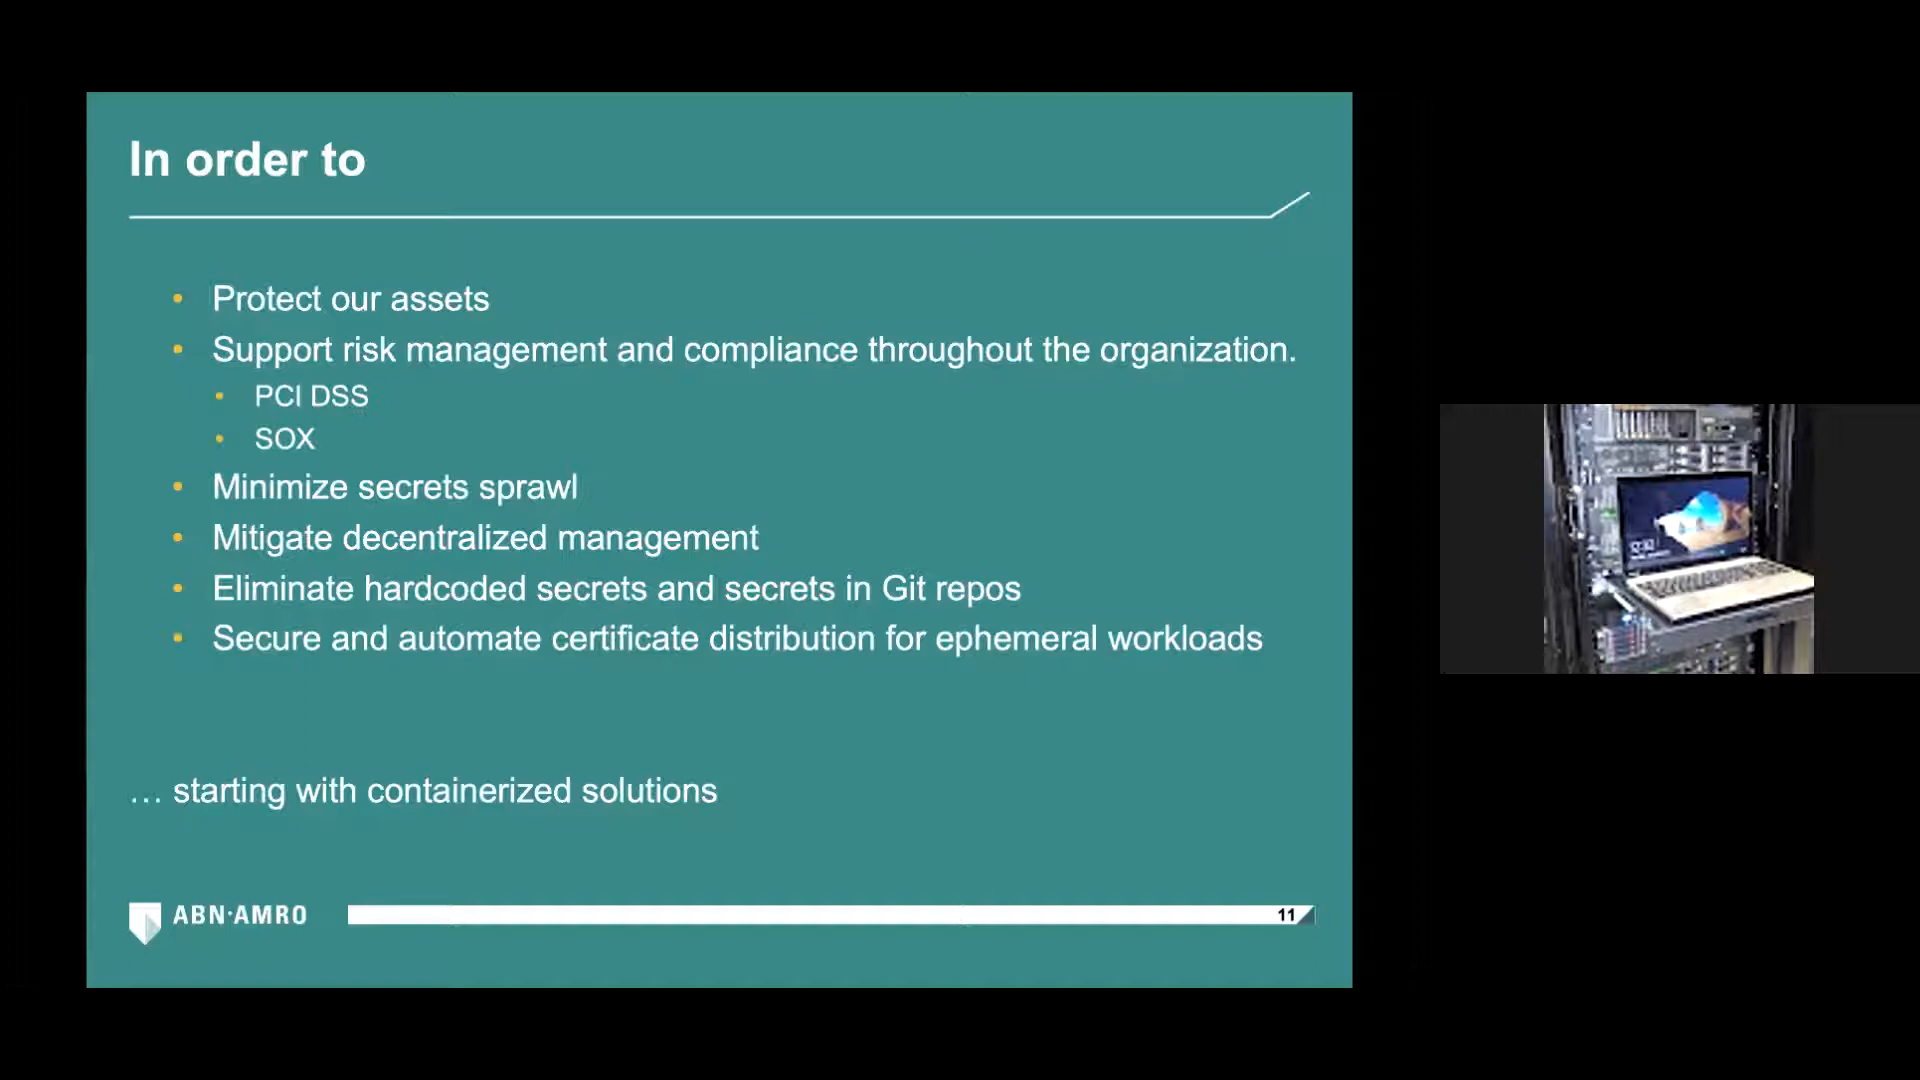 In order to
• Protect our assets
• Support risk management and compliance throughout the organization.
• PCI DSS
• SOX
• Minimize secrets sprawl
• Mitigate decentralized management
• Eliminate hardcoded secrets and secrets in Git repos
• Secure and automate certificate distribution for ephemeral workloads
… starting with containerized solutions
ABN·AMRO
11